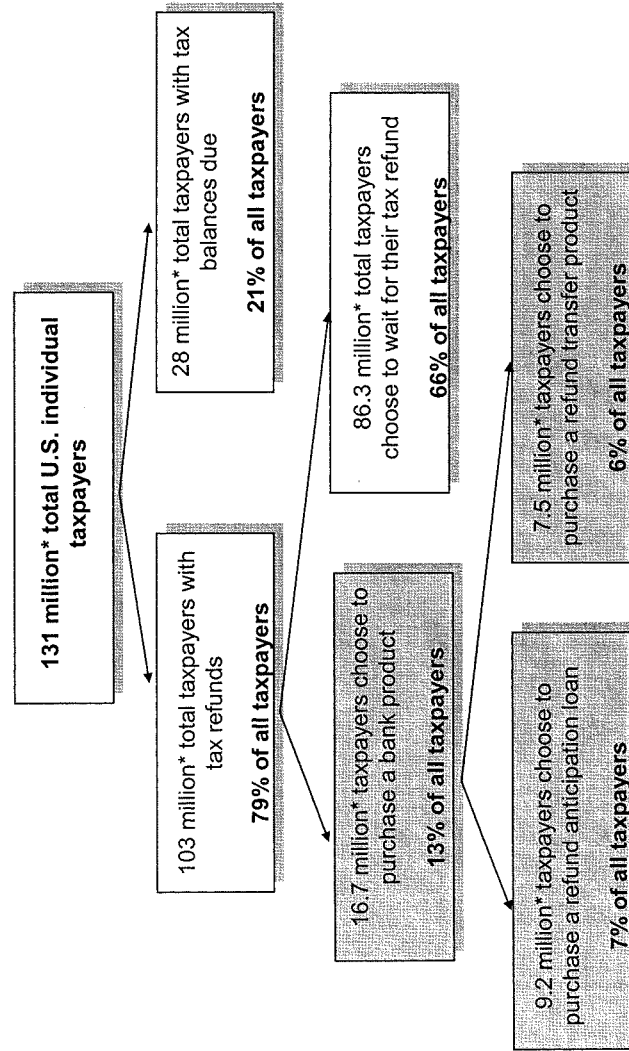 131 million* total U.S. individual
taxpayers
103 million* total taxpayers with
tax refunds
79% of all taxpayers
28 million* total taxpayers with tax
balances due
21% of all taxpayers
16.7 million* taxpayers choose to
purchase a bank product
13% of all taxpayers
86.3 million* total taxpayers
choose to wait for their tax refund
66% of all taxpayers
9.2 million* taxpayers choose to
purchase a refund anticipation loan
7% of all taxpayers
7.5 million* taxpayers choose to
purchase a refund transfer product
6% of all taxpayers